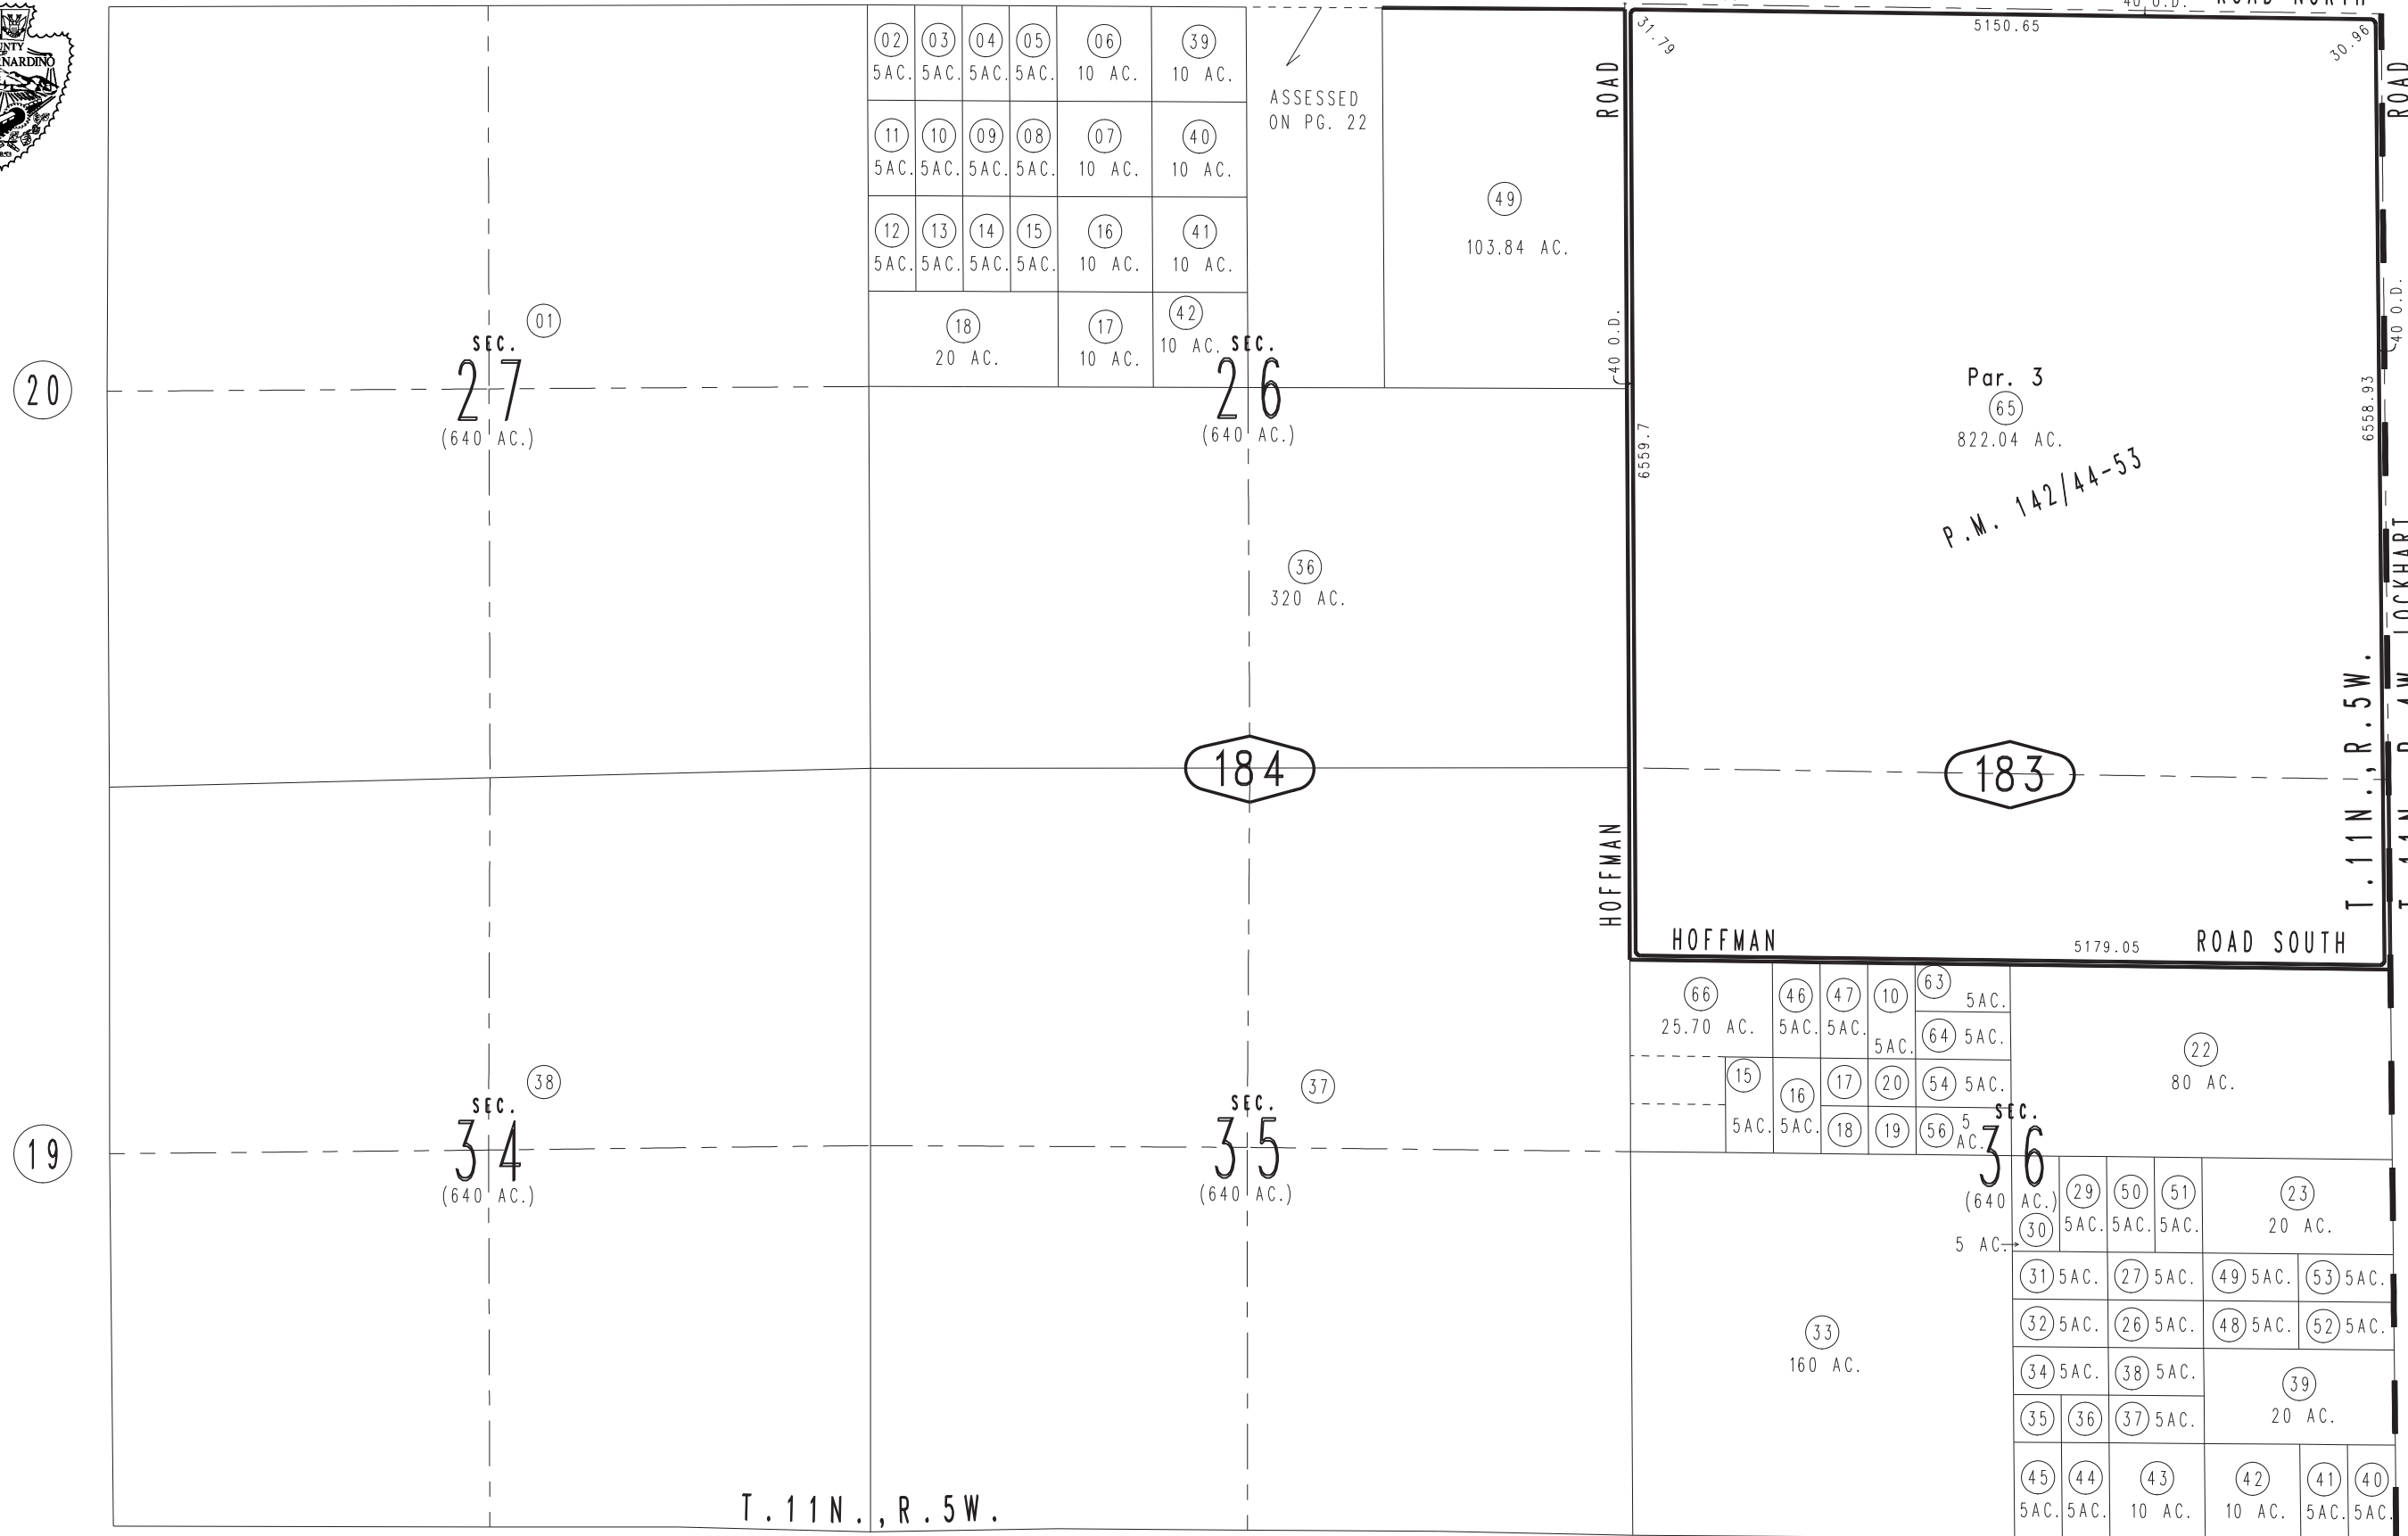 UNTY
NARDINO
02
5AC.
03
5AC.
04
5AC.
05
5AC.
06
10 AC.
39
10 AC.
11
5AC.
10
5AC.
09
5AC.
08
5AC.
07
10 AC.
40
10 AC.
12
5AC.
13
5AC.
14
5AC.
15
5AC.
16
10 AC.
41
10 AC.
18
20 AC.
17
10 AC.
42
10 AC.
ASSESSED
ON PG. 22
49
103.84 AC.
ROAD
40 O.D.
40 O.D.
ROAD NORTH
31.79
5150.65
30.96
ROAD
40 O.D.
20
01
SEC.
27
(640 AC.)
SEC.
26
(640 AC.)
Par. 3
65
822.04 AC.
P.M. 142/44-53
6559.7
6558.93
LOCKHART
36
320 AC.
184
183
T.11N.,R.5W.
T.11N.,R.4W.
HOFFMAN
HOFFMAN
5179.05
ROAD SOUTH
66
25.70 AC.
46
5AC.
47
5AC.
10
5AC.
63
5AC.
64 5AC.
22
80 AC.
15
5AC.
16
5AC.
17
20
54 5AC.
18
19
56 5
AC.
19
38
SEC.
34
(640 AC.)
37
SEC.
35
(640 AC.)
SEC.
36
(640 AC.)
30
5 AC.
29
5AC.
50
5AC.
51
5AC.
23
20 AC.
31 5AC.
27 5AC.
49 5AC.
53 5AC.
32 5AC.
26 5AC.
48 5AC.
52 5AC.
33
160 AC.
34 5AC.
38 5AC.
39
20 AC.
35
36
37 5AC.
45
5AC.
44
5AC.
43
10 AC.
42
10 AC.
41
5AC.
40
5AC.
T.11N.,R.5W.